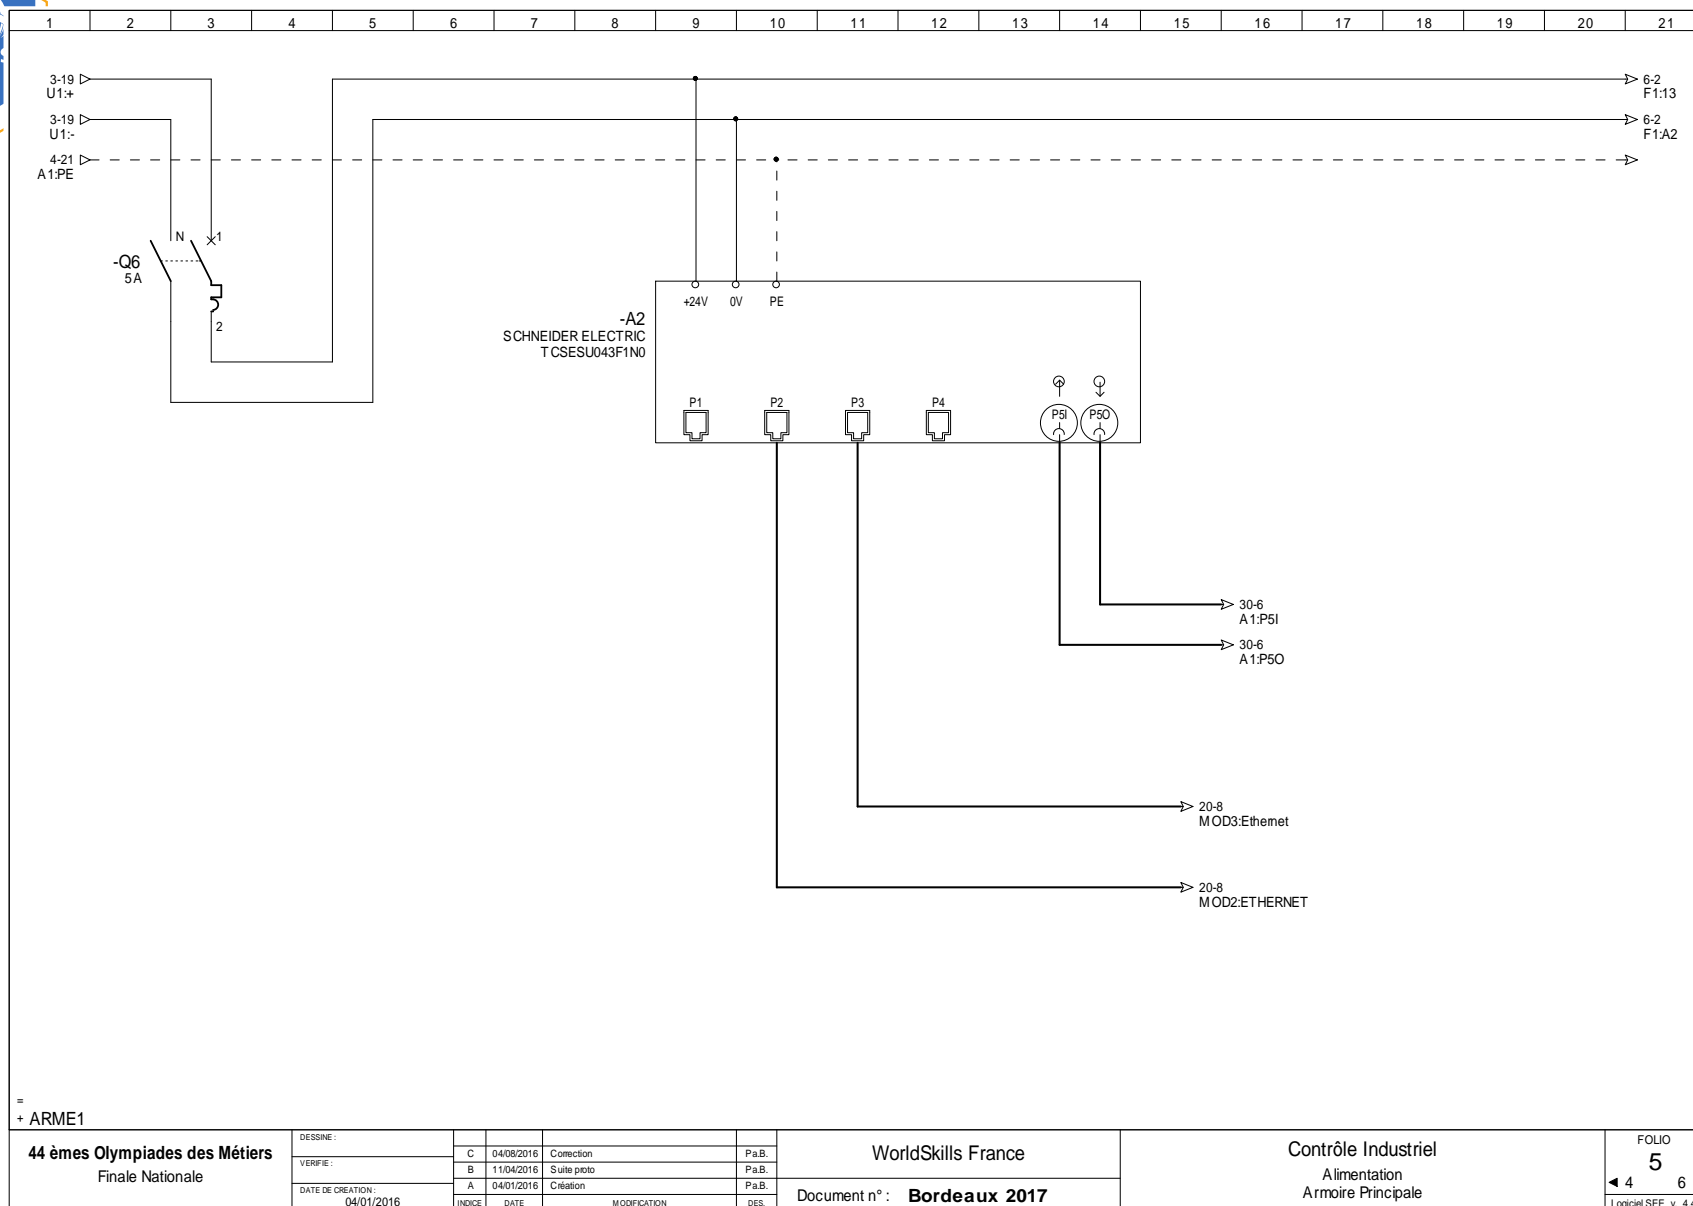 1 2 3 4 5 6 7 8 9 10 11 12 13 14 15 16 17 18 19 20 21
3-19
U1:+
6-2
F1:13
3-19
U1:-
6-2
F1:A2
4-21
A1:PE
N 1
-Q6
5A
2
+24V 0V PE
-A2
SCHNEIDER ELECTRIC
TCSESU043F1N0
P1 P2 P3 P4 P5I P5O
30-6
A1:P5I
30-6
A1:P5O
20-8
MOD3:Ethernet
20-8
MOD2:ETHERNET
=
+ ARME1
44 èmes Olympiades des Métiers
Finale Nationale
DESSINE :
VERIFIE :
DATE DE CREATION :
04/01/2016
C 04/08/2016 Correction Pa.B.
B 11/04/2016 Suite proto Pa.B.
A 04/01/2016 Création Pa.B.
INDICE DATE MODIFICATION DES.
WorldSkills France
Document n° : Bordeaux 2017
Contrôle Industriel
Alimentation
Armoire Principale
FOLIO
5
4 6
Logiciel SEE v. 4.